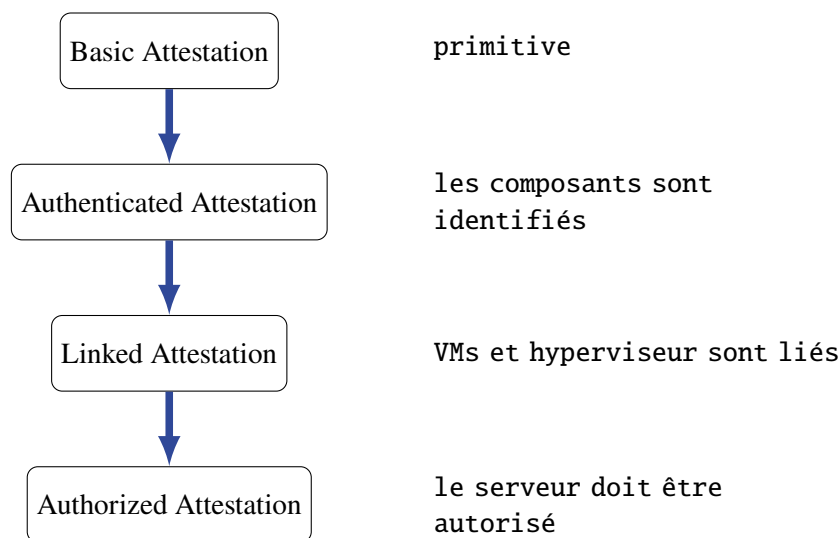 Basic Attestation
primitive
Authenticated Attestation
les composants sont
identifiés
Linked Attestation
VMs et hyperviseur sont liés
Authorized Attestation
le serveur doit être
autorisé